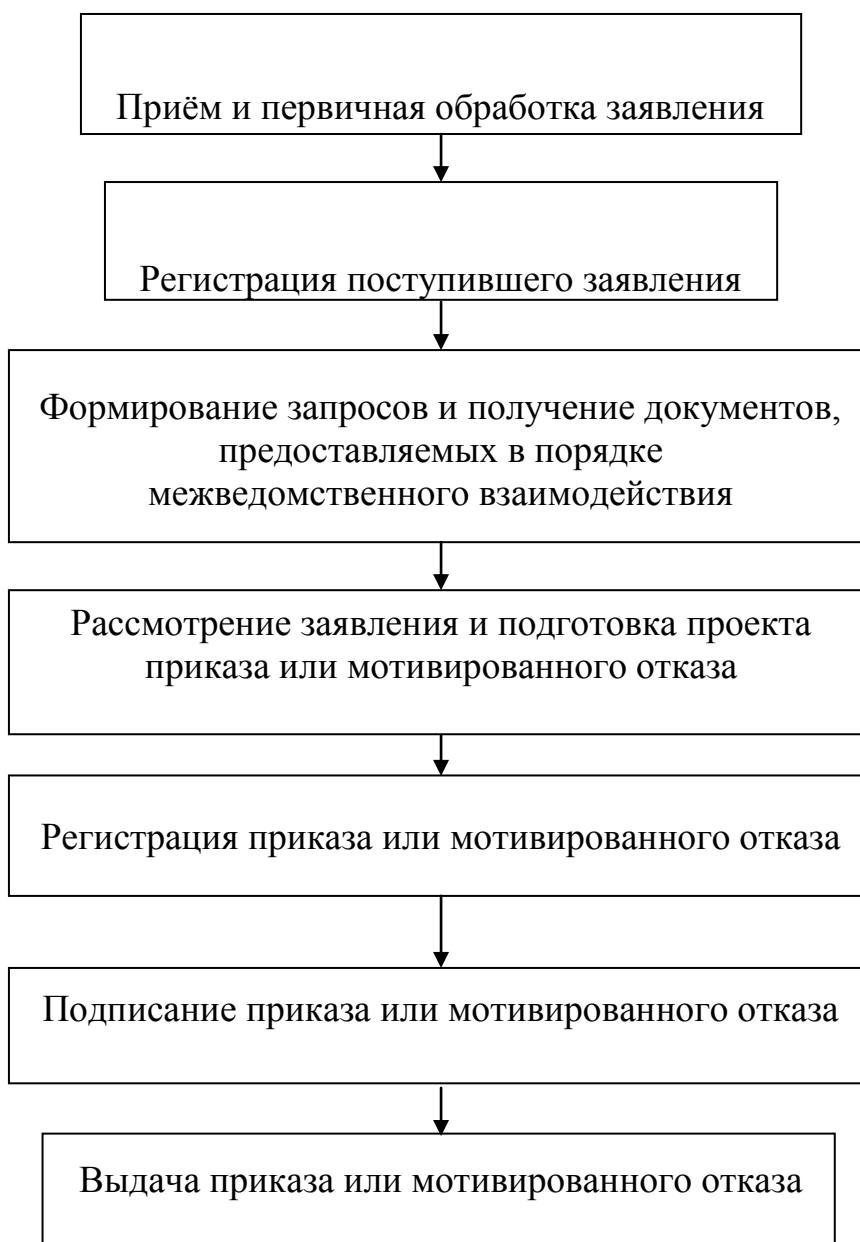 Приём и первичная обработка заявления
Регистрация поступившего заявления
Формирование запросов и получение документов,
предоставляемых в порядке
межведомственного взаимодействия
Рассмотрение заявления и подготовка проекта
приказа или мотивированного отказа
Регистрация приказа или мотивированного отказа
Подписание приказа или мотивированного отказа
Выдача приказа или мотивированного отказа